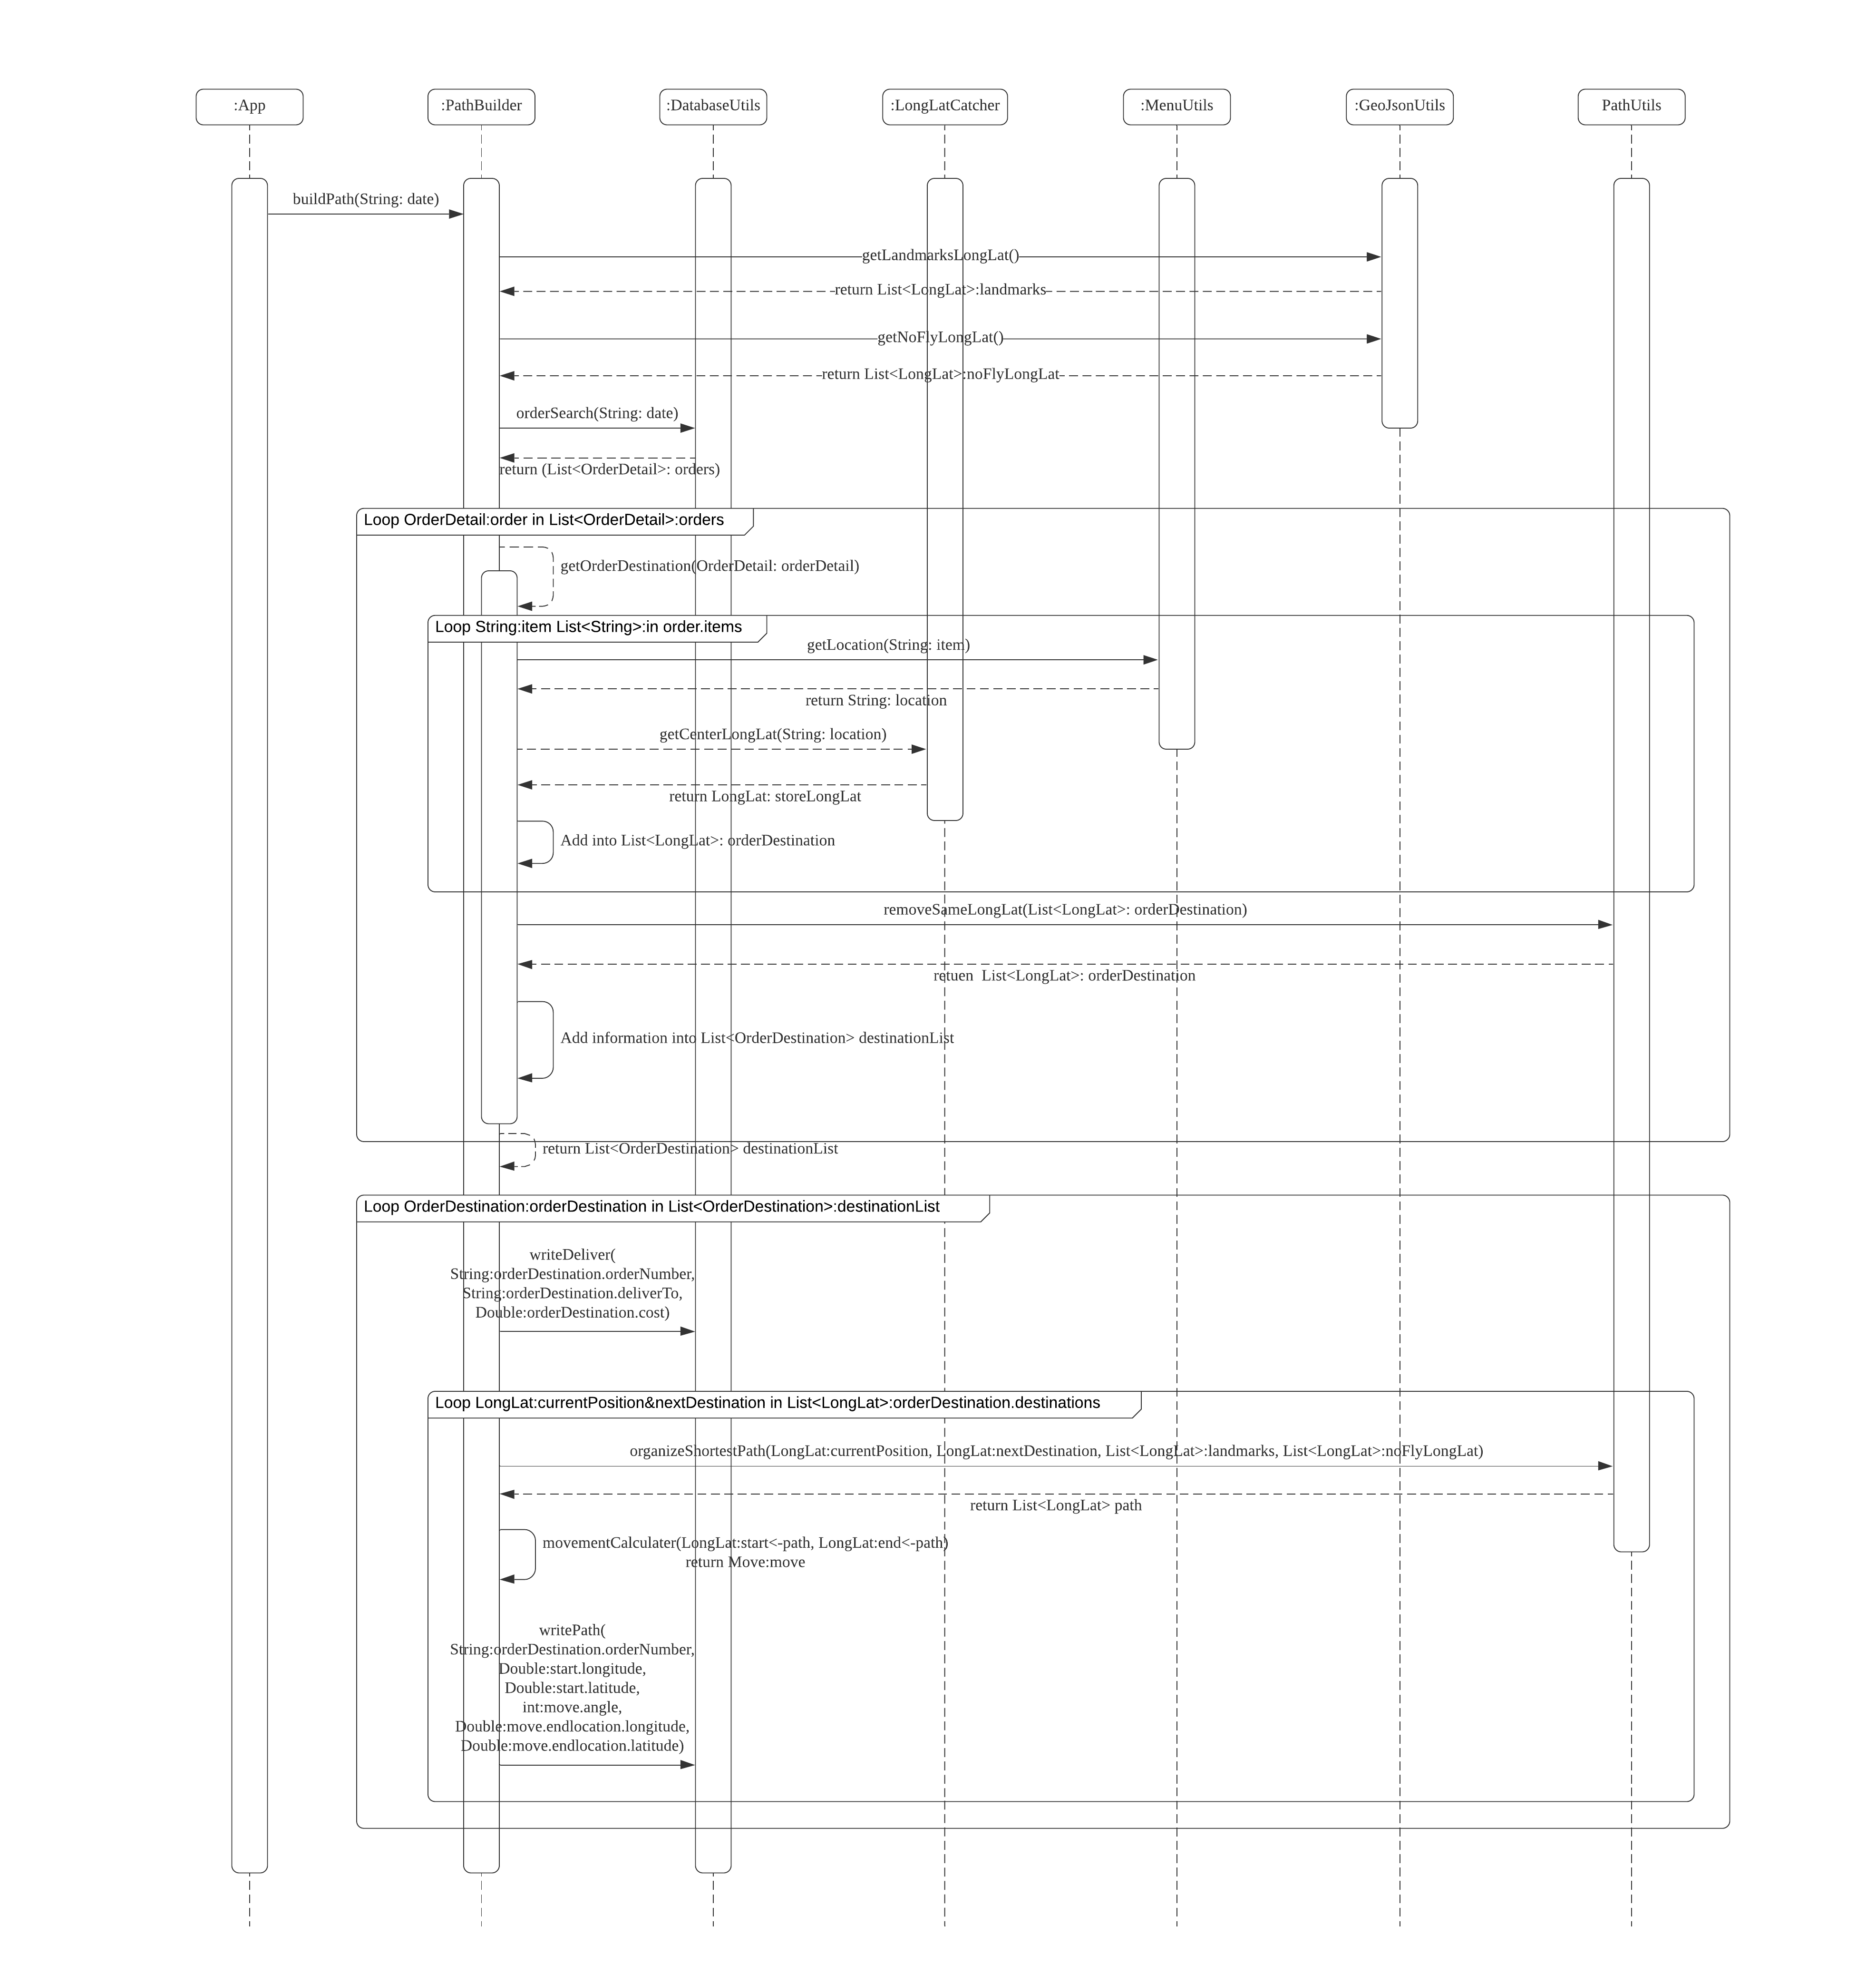 :App
:PathBuilder
:DatabaseUtils
:LongLatCatcher
:MenuUtils
:GeoJsonUtils
PathUtils
buildPath(String: date)
getLandmarksLongLat()
return List<LongLat>:landmarks
getNoFlyLongLat()
return List<LongLat>:noFlyLongLat
orderSearch(String: date)
return (List<OrderDetail>: orders)
Loop OrderDetail:order in List<OrderDetail>:orders
getOrderDestination(OrderDetail: orderDetail)
Loop String:item List<String>:in order.items
getLocation(String: item)
return String: location
getCenterLongLat(String: location)
return LongLat: storeLongLat
Add into List<LongLat>: orderDestination
removeSameLongLat(List<LongLat>: orderDestination)
retuen  List<LongLat>: orderDestination
Add information into List<OrderDestination> destinationList
return List<OrderDestination> destinationList
Loop OrderDestination:orderDestination in List<OrderDestination>:destinationList
writeDeliver(
String:orderDestination.orderNumber,
String:orderDestination.deliverTo,
Double:orderDestination.cost)
Loop LongLat:currentPosition&nextDestination in List<LongLat>:orderDestination.destinations
organizeShortestPath(LongLat:currentPosition, LongLat:nextDestination, List<LongLat>:landmarks, List<LongLat>:noFlyLongLat)
return List<LongLat> path
movementCalculater(LongLat:start<-path, LongLat:end<-path)
return Move:move
writePath(
String:orderDestination.orderNumber,
Double:start.longitude,
Double:start.latitude,
int:move.angle,
Double:move.endlocation.longitude,
Double:move.endlocation.latitude)